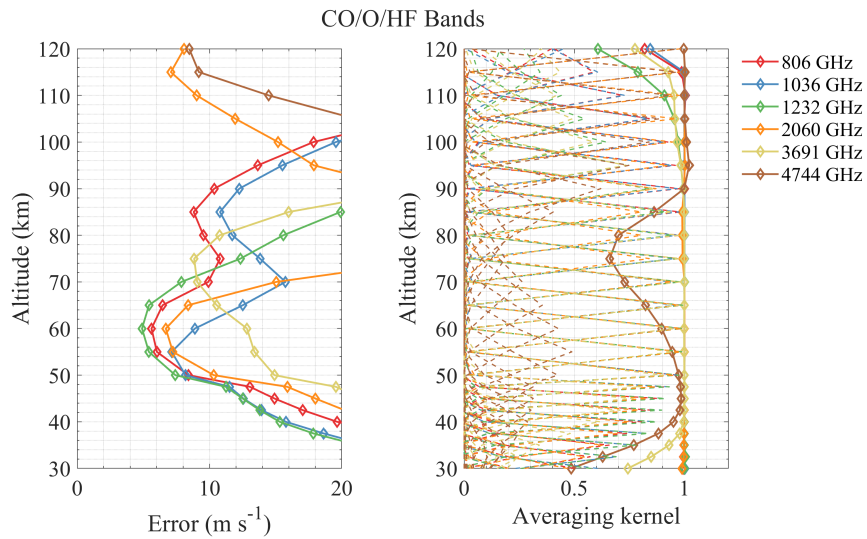 CO/O/HF Bands
120
110
100
90
80
70
60
50
40
30
Altitude (km)
0
10
20
Error (m s⁻¹)
120
110
100
90
80
70
60
50
40
30
Altitude (km)
0
0.5
1
Averaging kernel
806 GHz
1036 GHz
1232 GHz
2060 GHz
3691 GHz
4744 GHz